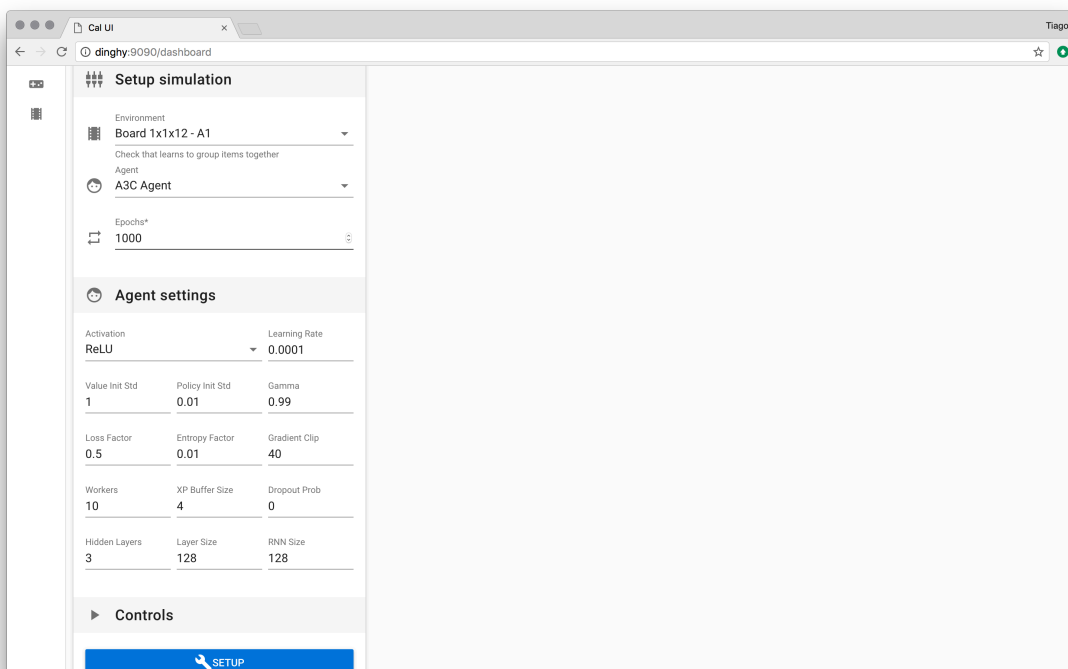 Cal UI
Tiago
dinghy:9090/dashboard
Setup simulation
Environment
Board 1x1x12 - A1
Check that learns to group items together
Agent
A3C Agent
Epochs*
1000
Agent settings
Activation Learning Rate
ReLU 0.0001
Value Init Std Policy Init Std Gamma
1 0.01 0.99
Loss Factor Entropy Factor Gradient Clip
0.5 0.01 40
Workers XP Buffer Size Dropout Prob
10 4 0
Hidden Layers Layer Size RNN Size
3 128 128
Controls
SETUP